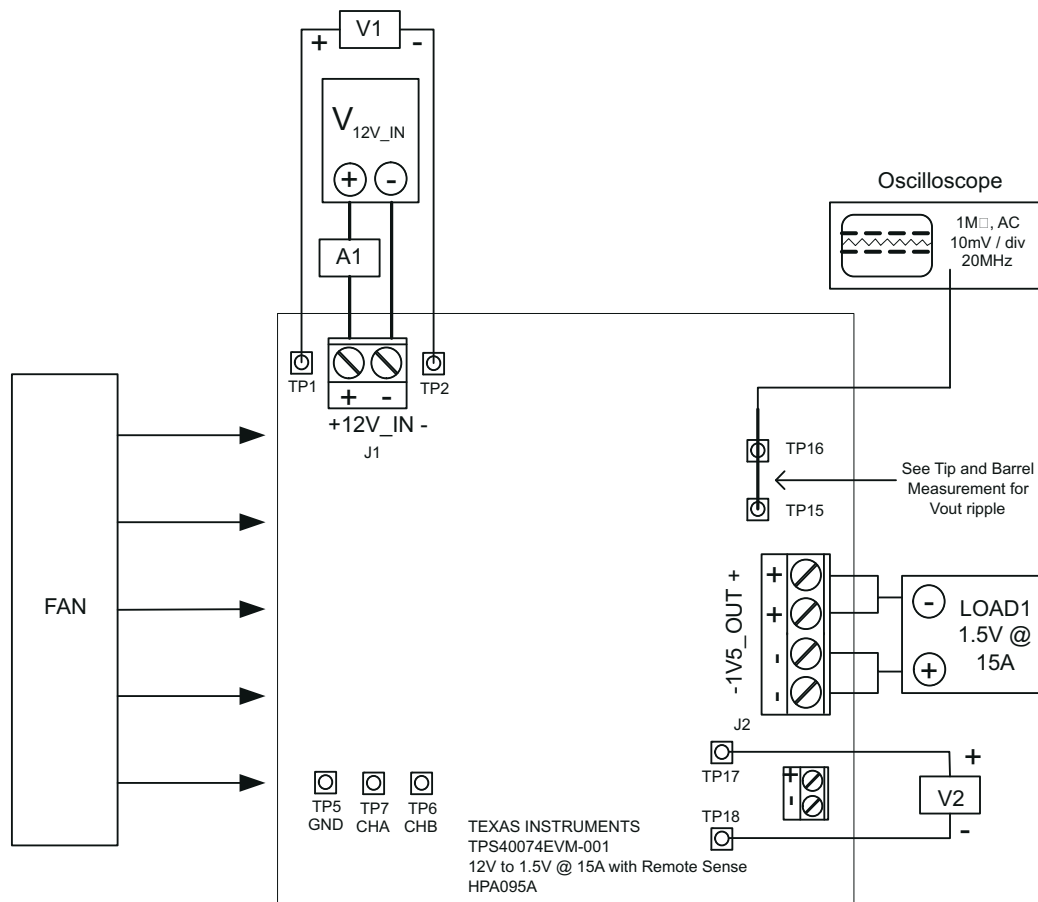 V1
+ -
V12V_IN
+ -
A1
Oscilloscope
1M□, AC
10mV / div
20MHz
TP1
TP2
+ -
+12V_IN -
J1
TP16
TP15
See Tip and Barrel
Measurement for
Vout ripple
FAN
-1V5_OUT +
+
+
-
-
-
+
LOAD1
1.5V @
15A
J2
TP17
TP18
+
-
+
V2
-
TP5
GND
TP7
CHA
TP6
CHB
TEXAS INSTRUMENTS
TPS40074EVM-001
12V to 1.5V @ 15A with Remote Sense
HPA095A